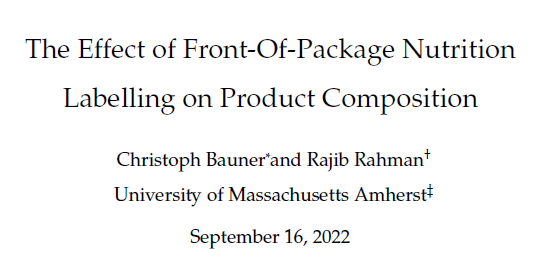 The Effect of Front-Of-Package Nutrition
Labelling on Product Composition
Christoph Bauner*and Rajib Rahman†
University of Massachusetts Amherst‡
September 16, 2022